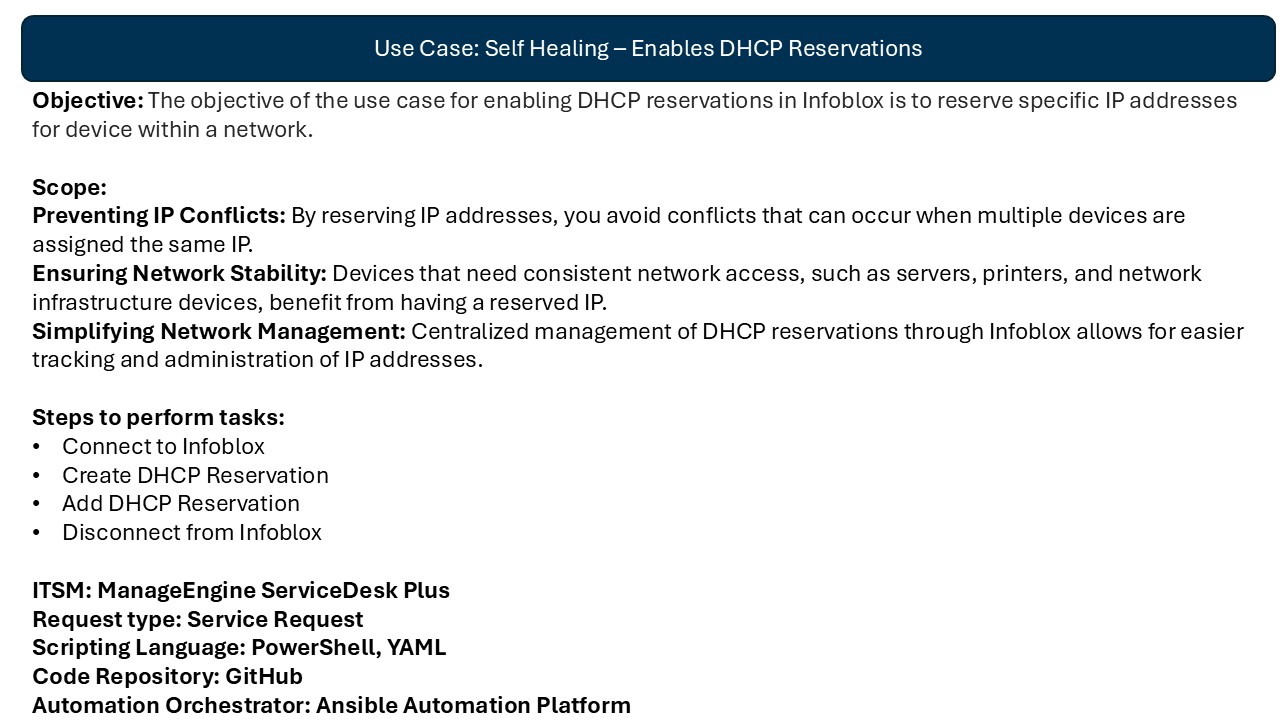 Use Case: Self Healing – Enables DHCP Reservations
Objective: The objective of the use case for enabling DHCP reservations in Infoblox is to reserve specific IP addresses
for device within a network.
Scope:
Preventing IP Conflicts: By reserving IP addresses, you avoid conflicts that can occur when multiple devices are
assigned the same IP.
Ensuring Network Stability: Devices that need consistent network access, such as servers, printers, and network
infrastructure devices, benefit from having a reserved IP.
Simplifying Network Management: Centralized management of DHCP reservations through Infoblox allows for easier
tracking and administration of IP addresses.
Steps to perform tasks:
• Connect to Infoblox
• Create DHCP Reservation
• Add DHCP Reservation
• Disconnect from Infoblox
ITSM: ManageEngine ServiceDesk Plus
Request type: Service Request
Scripting Language: PowerShell, YAML
Code Repository: GitHub
Automation Orchestrator: Ansible Automation Platform